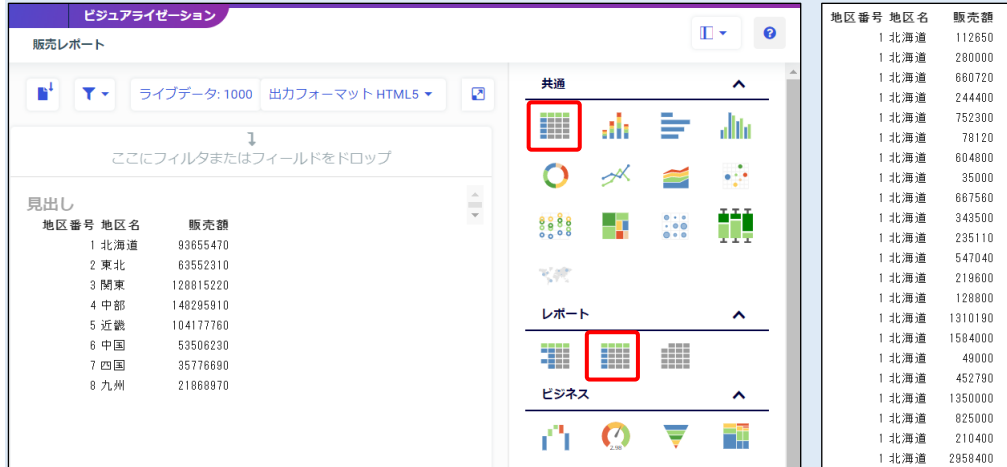 ビジュアライゼーション
販売レポート
ライブデータ: 1000 出力フォーマット HTML5
ここにフィルタまたはフィールドをドロップ
見出し
地区番号 地区名 販売額
1 北海道 93655470
2 東北 63552310
3 関東 128815220
4 中部 148295910
5 近畿 104177760
6 中国 53506230
7 四国 35776690
8 九州 21868970
共通
レポート
ビジネス
2.98
地区番号 地区名 販売額
1 北海道 112650
1 北海道 280000
1 北海道 660720
1 北海道 244400
1 北海道 752300
1 北海道 78120
1 北海道 604800
1 北海道 35000
1 北海道 667560
1 北海道 343500
1 北海道 235110
1 北海道 547040
1 北海道 219600
1 北海道 128800
1 北海道 1310190
1 北海道 1584000
1 北海道 49000
1 北海道 452790
1 北海道 1350000
1 北海道 825000
1 北海道 210400
1 北海道 2958400